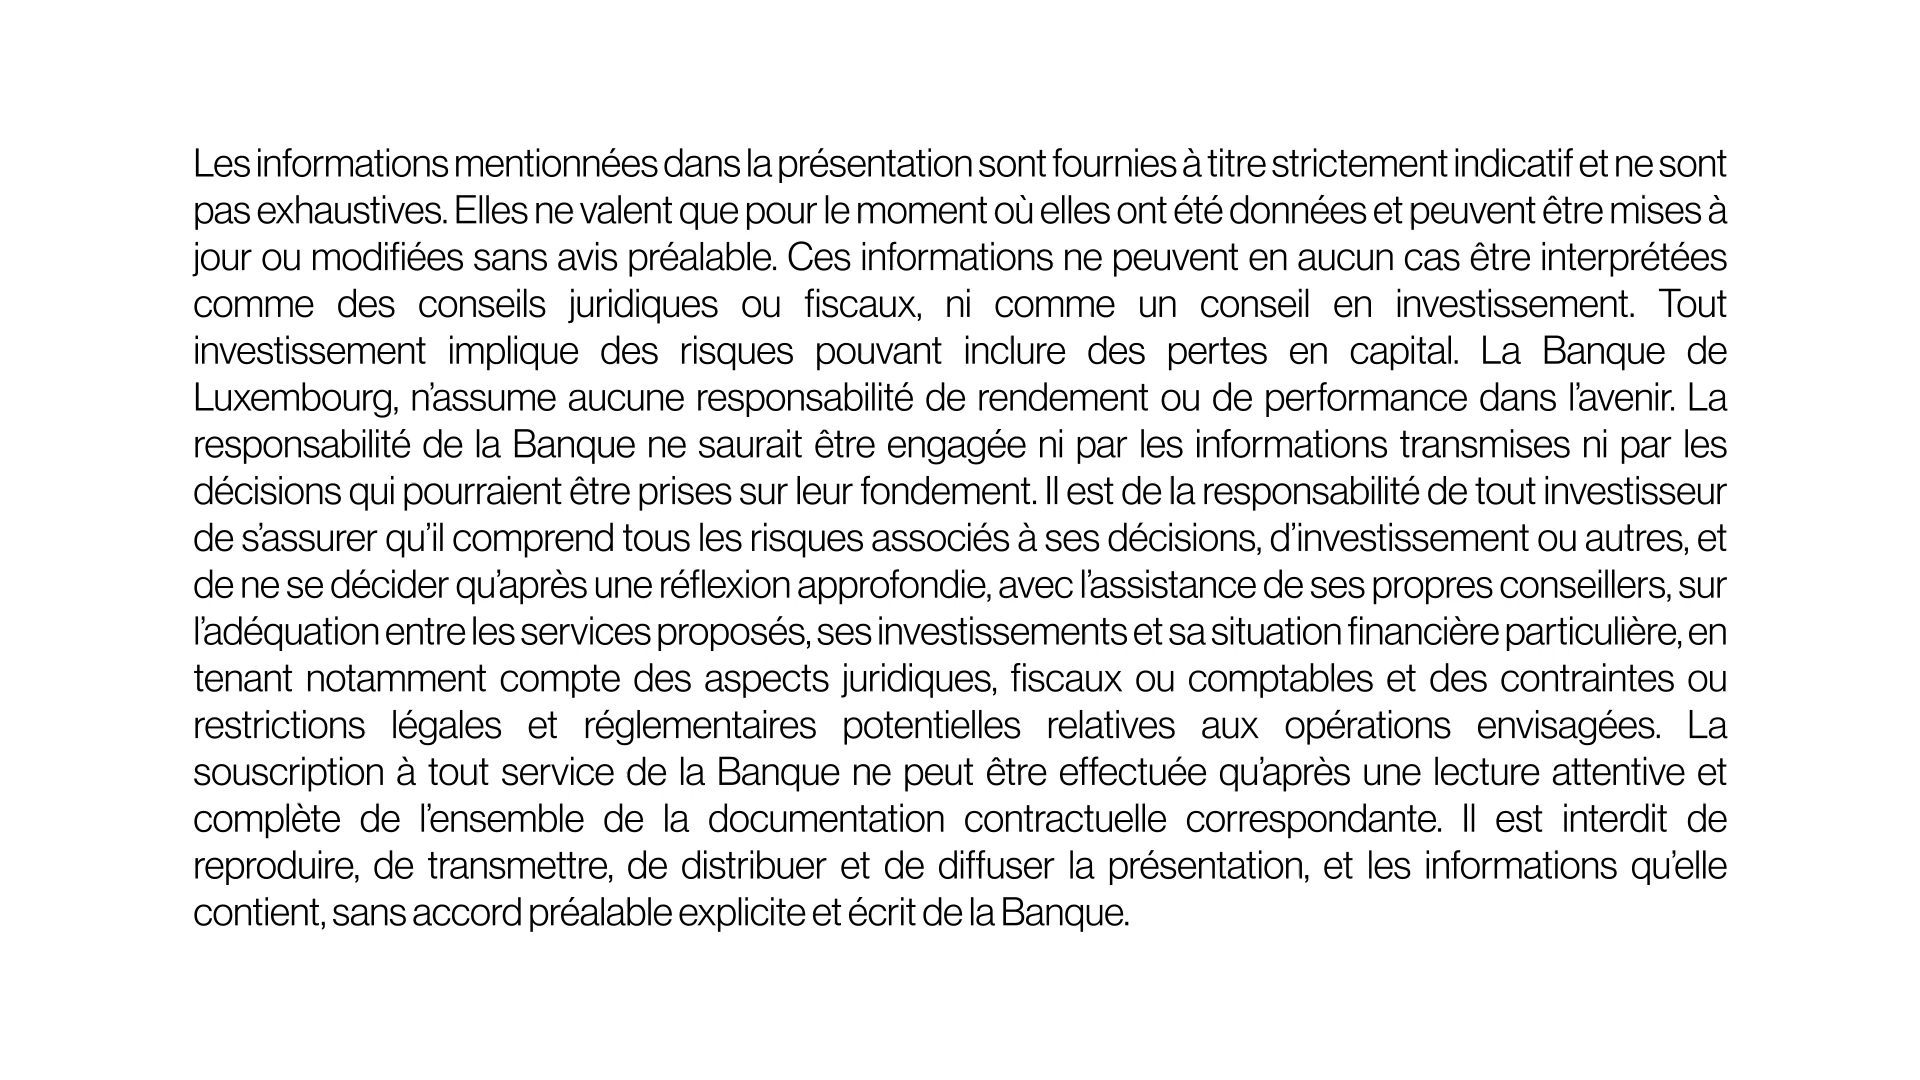 Les informations mentionnées dans la présentation sont fournies à titre strictement indicatif et ne sont
pas exhaustives. Elles ne valent que pour le moment où elles ont été données et peuvent être mises à
jour ou modifiées sans avis préalable. Ces informations ne peuvent en aucun cas être interprétées
comme des conseils juridiques ou fiscaux, ni comme un conseil en investissement. Tout
investissement implique des risques pouvant inclure des pertes en capital. La Banque de
Luxembourg, n’assume aucune responsabilité de rendement ou de performance dans l’avenir. La
responsabilité de la Banque ne saurait être engagée ni par les informations transmises ni par les
décisions qui pourraient être prises sur leur fondement. Il est de la responsabilité de tout investisseur
de s’assurer qu’il comprend tous les risques associés à ses décisions, d’investissement ou autres, et
de ne se décider qu’après une réflexion approfondie, avec l’assistance de ses propres conseillers, sur
l’adéquation entre les services proposés, ses investissements et sa situation financière particulière, en
tenant notamment compte des aspects juridiques, fiscaux ou comptables et des contraintes ou
restrictions légales et réglementaires potentielles relatives aux opérations envisagées. La
souscription à tout service de la Banque ne peut être effectuée qu’après une lecture attentive et
complète de l’ensemble de la documentation contractuelle correspondante. Il est interdit de
reproduire, de transmettre, de distribuer et de diffuser la présentation, et les informations qu’elle
contient, sans accord préalable explicite et écrit de la Banque.